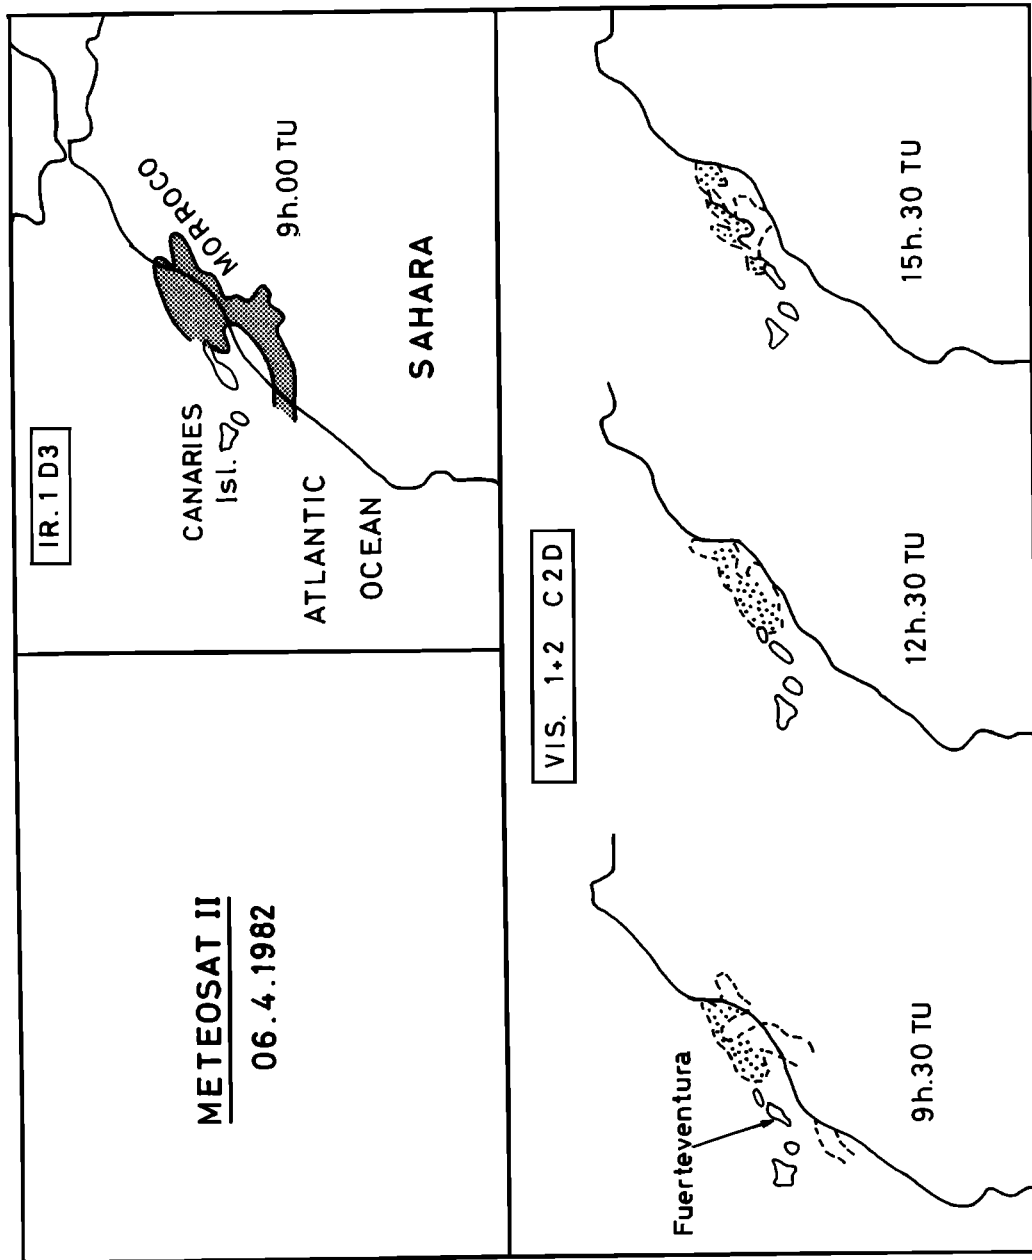 METEOSAT II
06.4.1982
IR. 1 D3
MORROCO
9h.00 TU
CANARIES
Isl.
SAHARA
ATLANTIC
OCEAN
VIS. 1+2 C2D
Fuerteventura
9h.30 TU
12h.30 TU
15h.30 TU